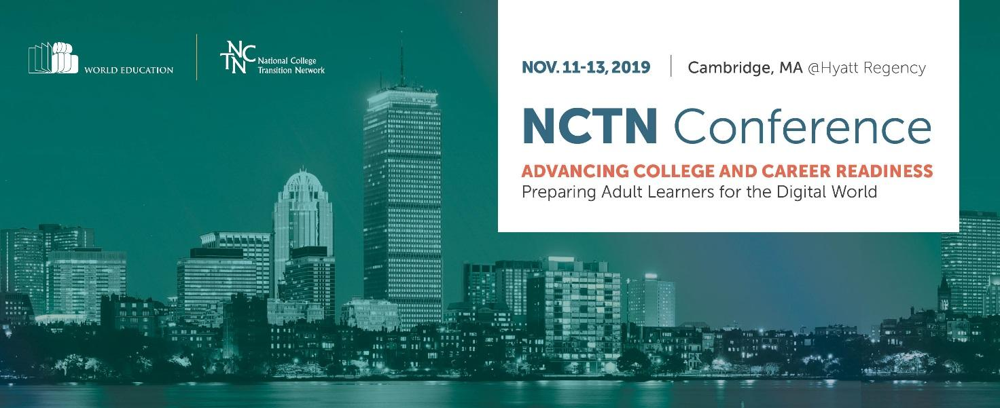 WORLD EDUCATION
NCTN
National College
Transition Network
NOV. 11-13, 2019
Cambridge, MA @Hyatt Regency
NCTN Conference
ADVANCING COLLEGE AND CAREER READINESS
Preparing Adult Learners for the Digital World